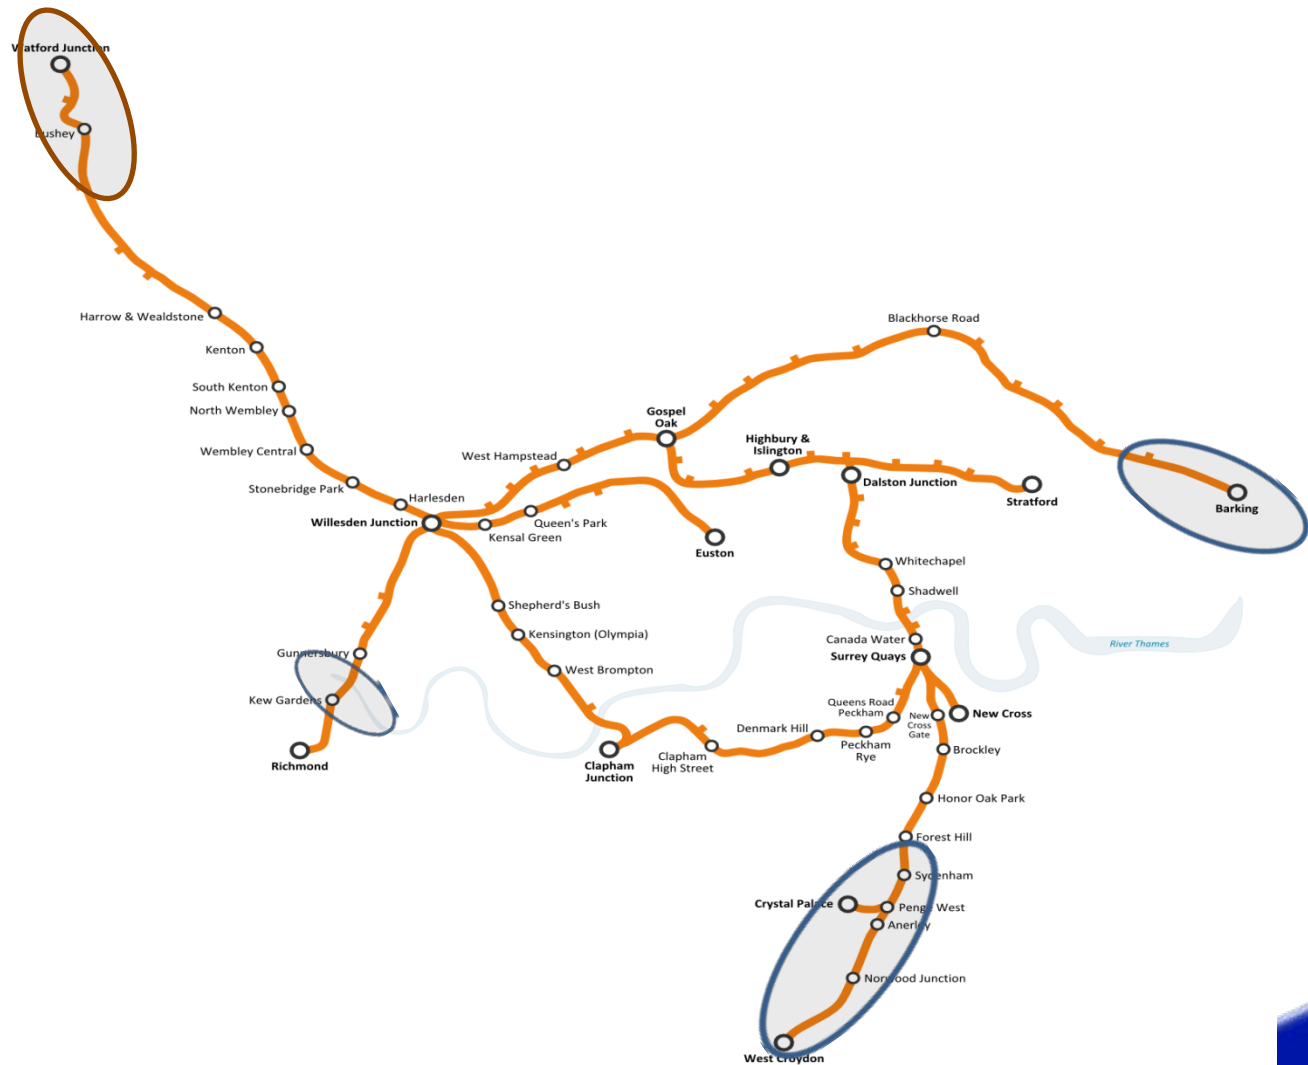 Watford Junction
Bushey
Harrow & Wealdstone
Kenton
South Kenton
North Wembley
Wembley Central
Stonebridge Park
Harlesden
Willesden Junction
West Hampstead
Gospel
Oak
Blackhorse Road
Highbury &
Islington
Dalston Junction
Stratford
Barking
Queen's Park
Kensal Green
Euston
Whitechapel
Shadwell
Canada Water
Surrey Quays
River Thames
Shepherd's Bush
Kensington (Olympia)
West Brompton
Gunnersbury
Kew Gardens
Richmond
Clapham
Junction
Clapham
High Street
Denmark Hill
Peckham
Rye
Queens Road
Peckham
New
Cross
Gate
New Cross
Brockley
Honor Oak Park
Forest Hill
Sydenham
Crystal Palace
Penge West
Anerley
Norwood Junction
West Croydon